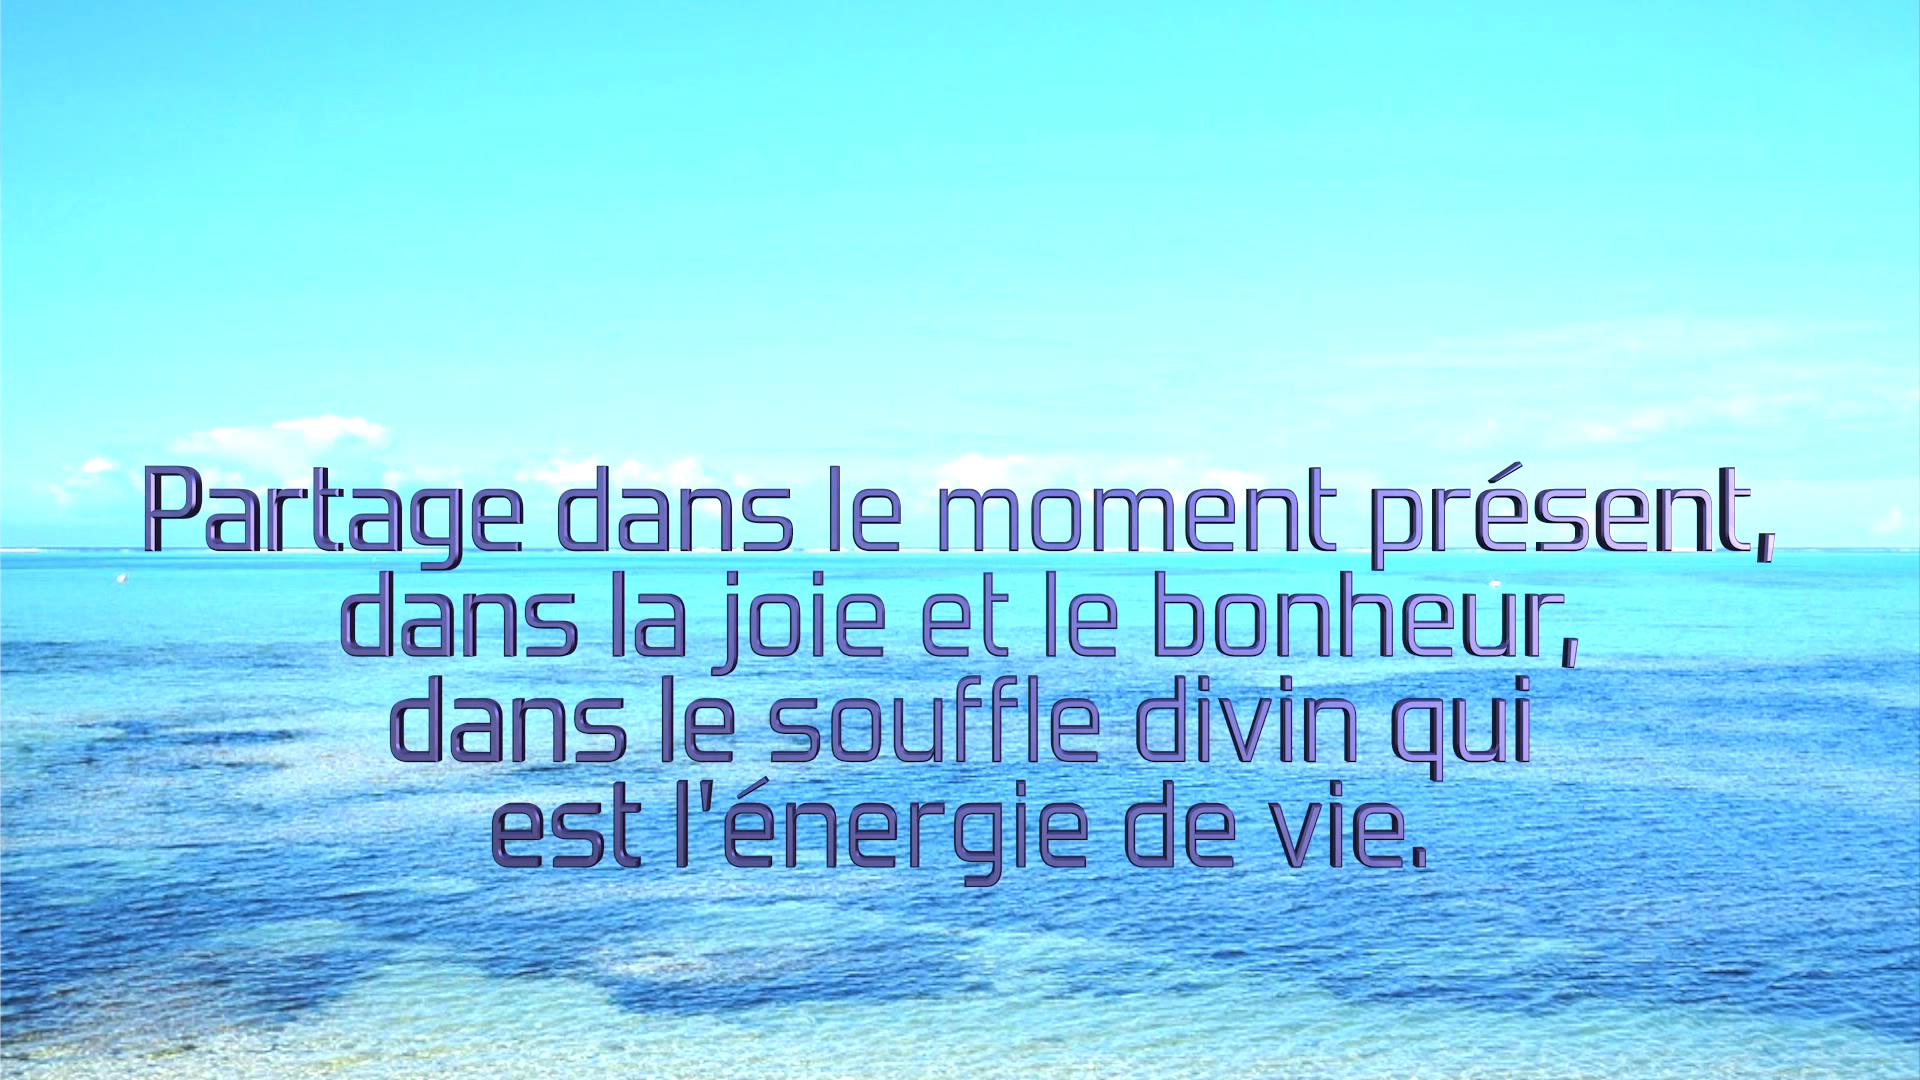 Partage dans le moment présent,
dans la joie et le bonheur,
dans le souffle divin qui
est l'énergie de vie.